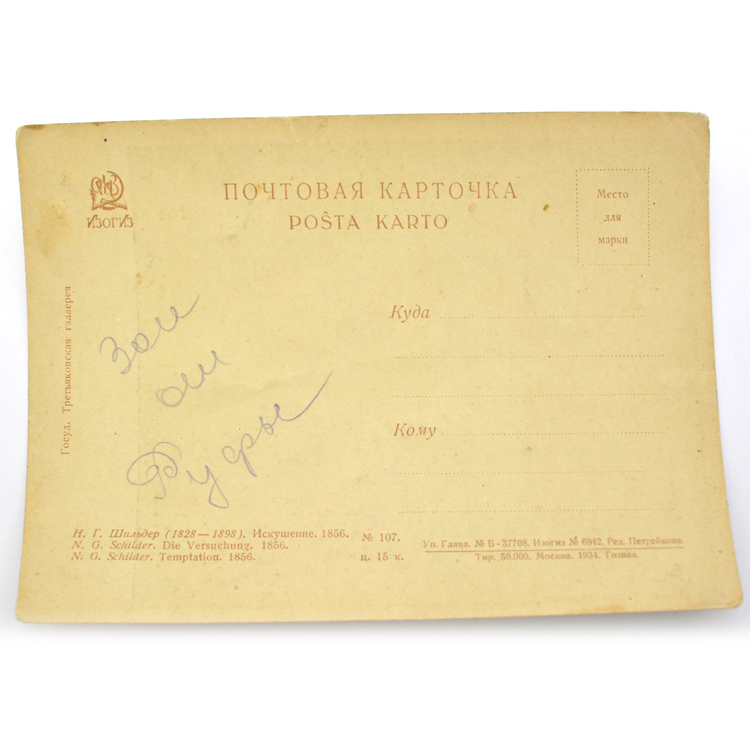 ИЗОГИЗ
ПОЧТОВАЯ КАРТОЧКА
POŜTA KARTO
Место
для
марки
Госуд. Третьяковская галлерея
Куда
Кому
от
Н. Г. Шильдер (1828 — 1898). Искушение. 1856.
N. G. Schilder. Die Versuchung. 1856.
N. G. Schilder. Temptation. 1856.
№ 107.
ц. 15 к.
Уп. Главл. № Б - 37708. Изогиз № 6942. Ред. Петрейкова.
Тир. 50.000. Москва. 1934. Гознак.